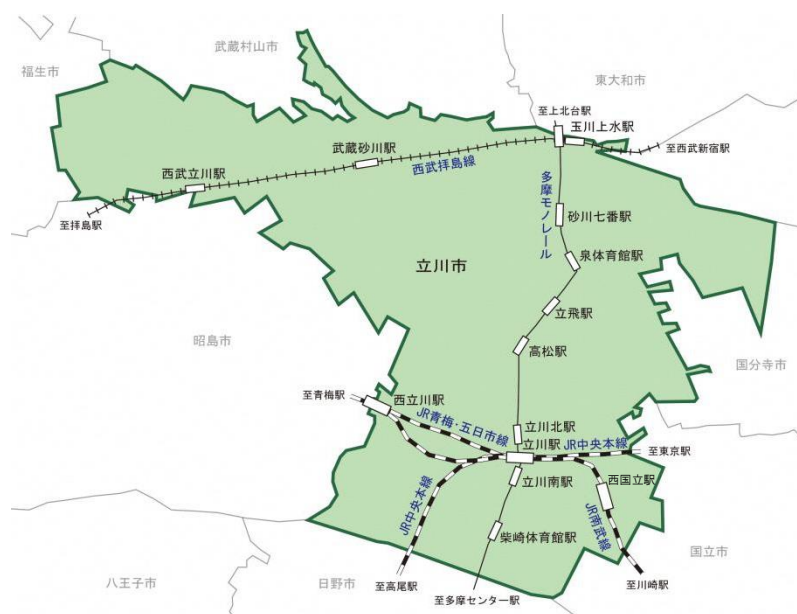 武蔵村山市
福生市
東大和市
至上北台駅
玉川上水駅
至西武新宿駅
武蔵砂川駅
西武拝島線
西武立川駅
至拝島駅
多摩モノレール
砂川七番駅
泉体育館駅
立川市
立飛駅
昭島市
高松駅
国分寺市
至青梅駅
西立川駅
JR青梅・五日市線
立川北駅
立川駅
JR中央本線
至東京駅
立川南駅
西国立駅
JR中央本線
JR南武線
柴崎体育館駅
国立市
八王子市
日野市
至高尾駅
至川崎駅
至多摩センター駅